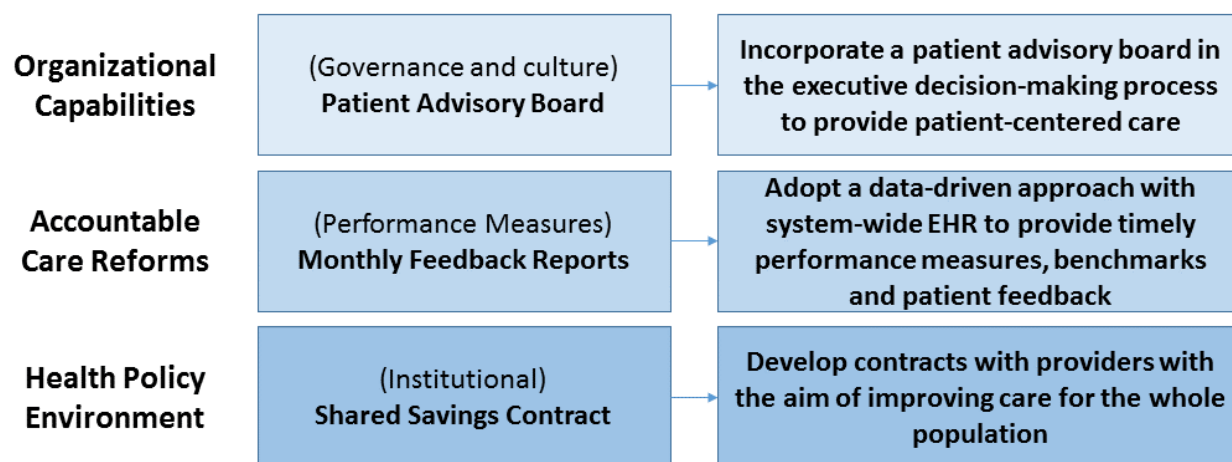 Organizational
Capabilities
(Governance and culture)
Patient Advisory Board
Incorporate a patient advisory board in
the executive decision-making process
to provide patient-centered care
Accountable
Care Reforms
(Performance Measures)
Monthly Feedback Reports
Adopt a data-driven approach with
system-wide EHR to provide timely
performance measures, benchmarks
and patient feedback
Health Policy
Environment
(Institutional)
Shared Savings Contract
Develop contracts with providers with
the aim of improving care for the whole
population